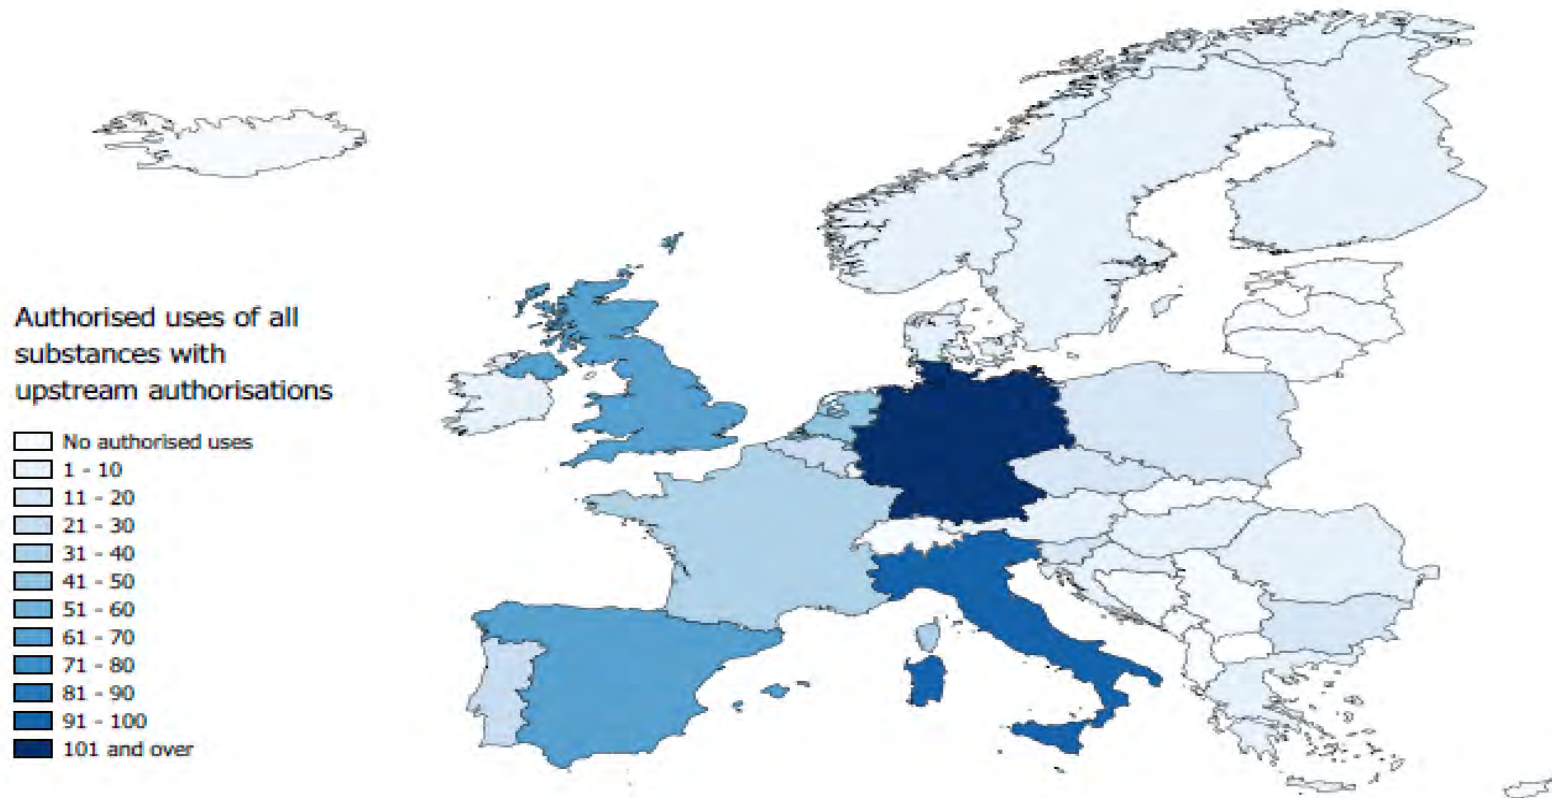 Authorised uses of all
substances with
upstream authorisations
No authorised uses
1 - 10
11 - 20
21 - 30
31 - 40
41 - 50
51 - 60
61 - 70
71 - 80
81 - 90
91 - 100
101 and over